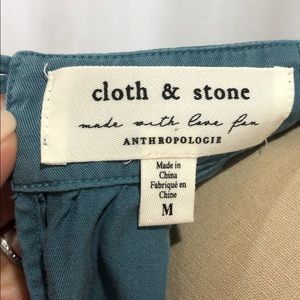 cloth & stone
made with love for
ANTHROPOLOGIE
Made in
China
Fabriqué en
Chine
M